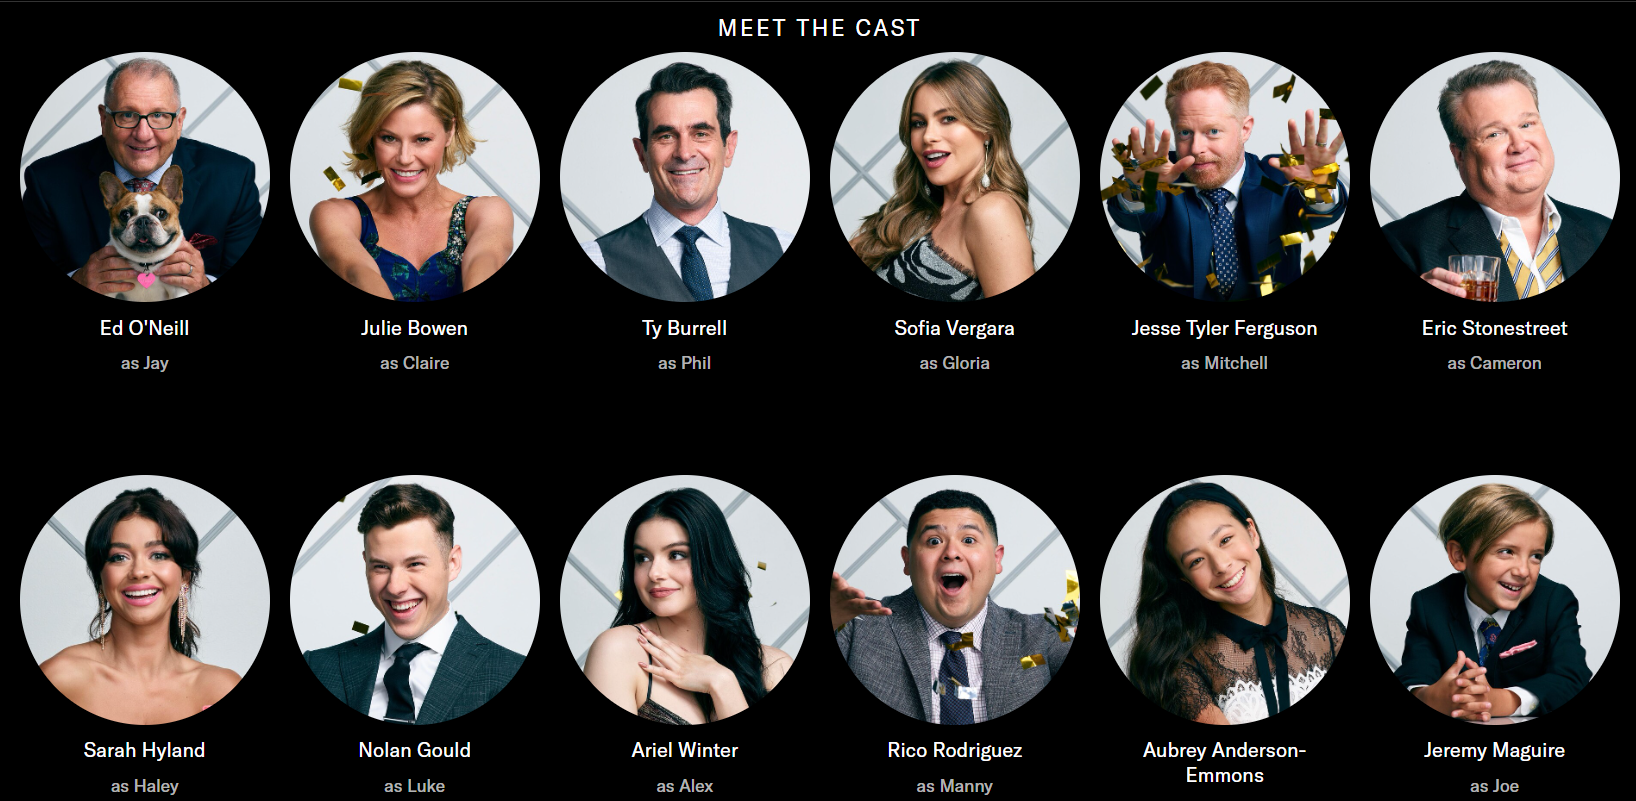 MEET THE CAST
Ed O'Neill
as Jay
Julie Bowen
as Claire
Ty Burrell
as Phil
Sofia Vergara
as Gloria
Jesse Tyler Ferguson
as Mitchell
Eric Stonestreet
as Cameron
Sarah Hyland
as Haley
Nolan Gould
as Luke
Ariel Winter
as Alex
Rico Rodriguez
as Manny
Aubrey Anderson-
Emmons
Jeremy Maguire
as Joe